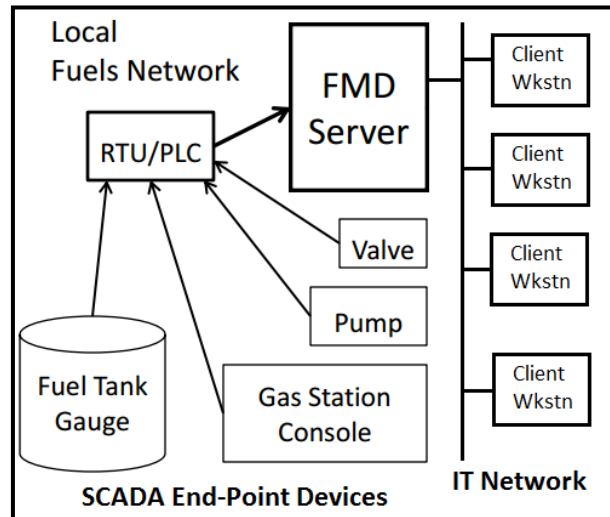 Local
Fuels Network
FMD
Server
RTU/PLC
Valve
Pump
Fuel Tank
Gauge
Gas Station
Console
SCADA End-Point Devices
Client
Wkstn
Client
Wkstn
Client
Wkstn
Client
Wkstn
IT Network